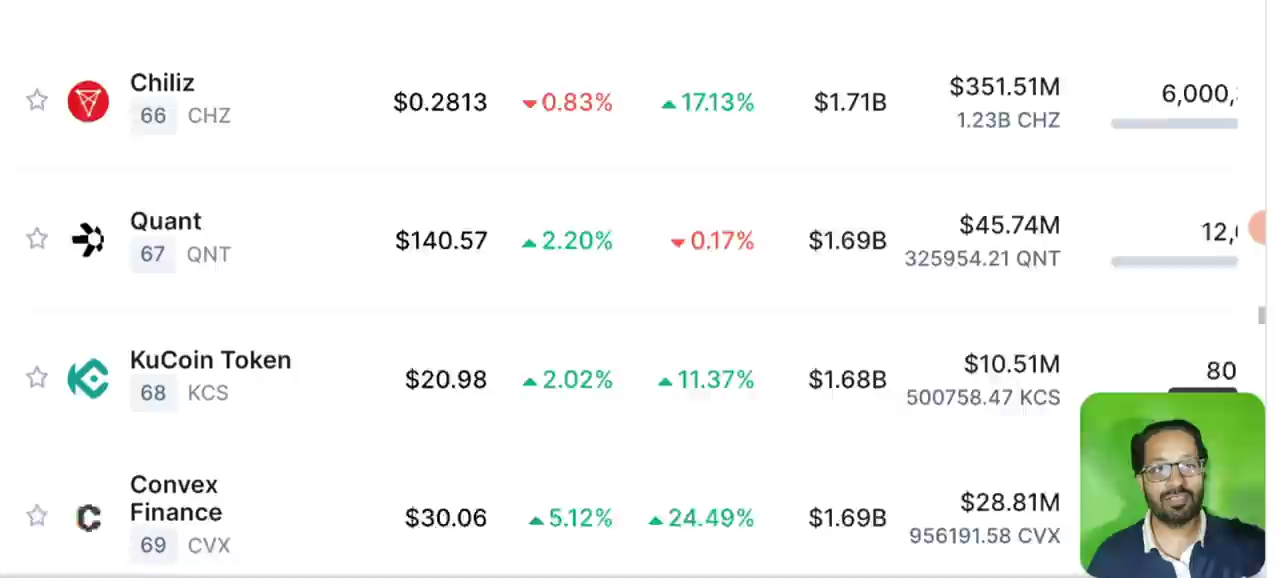 Chiliz
66 CHZ
$0.2813 0.83% 17.13% $1.71B $351.51M
1.23B CHZ
6,000,
Quant
67 QNT
$140.57 2.20% 0.17% $1.69B $45.74M
325954.21 QNT
12,
KuCoin Token
68 KCS
$20.98 2.02% 11.37% $1.68B $10.51M
500758.47 KCS
80
Convex
Finance
69 CVX
$30.06 5.12% 24.49% $1.69B $28.81M
956191.58 CVX